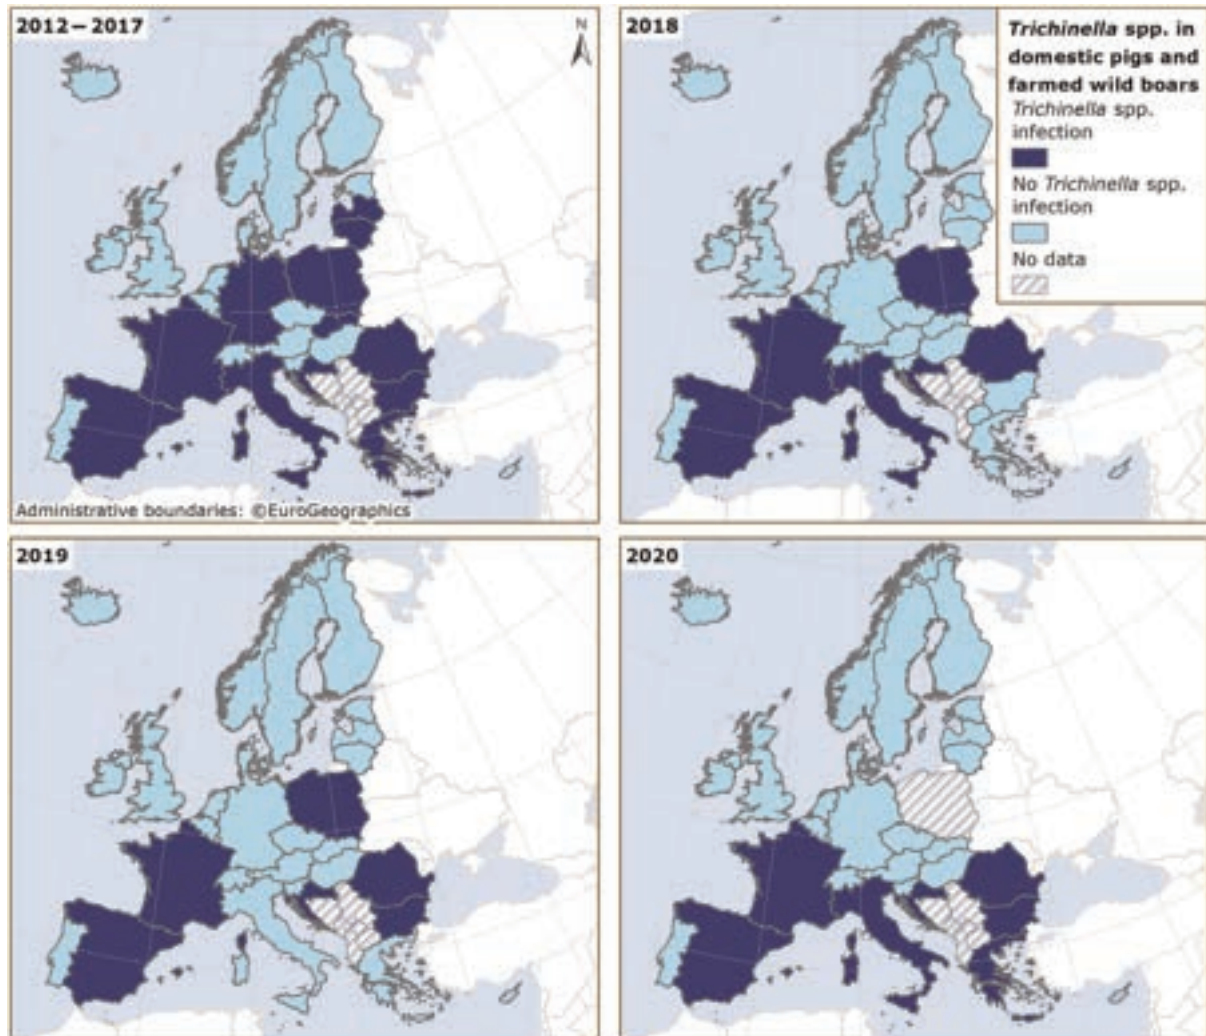 2012—2017
N
2018
Trichinella spp. in
domestic pigs and
farmed wild boars
Trichinella spp.
infection
No Trichinella spp.
infection
No data
Administrative boundaries: ©EuroGeographics
2019
2020